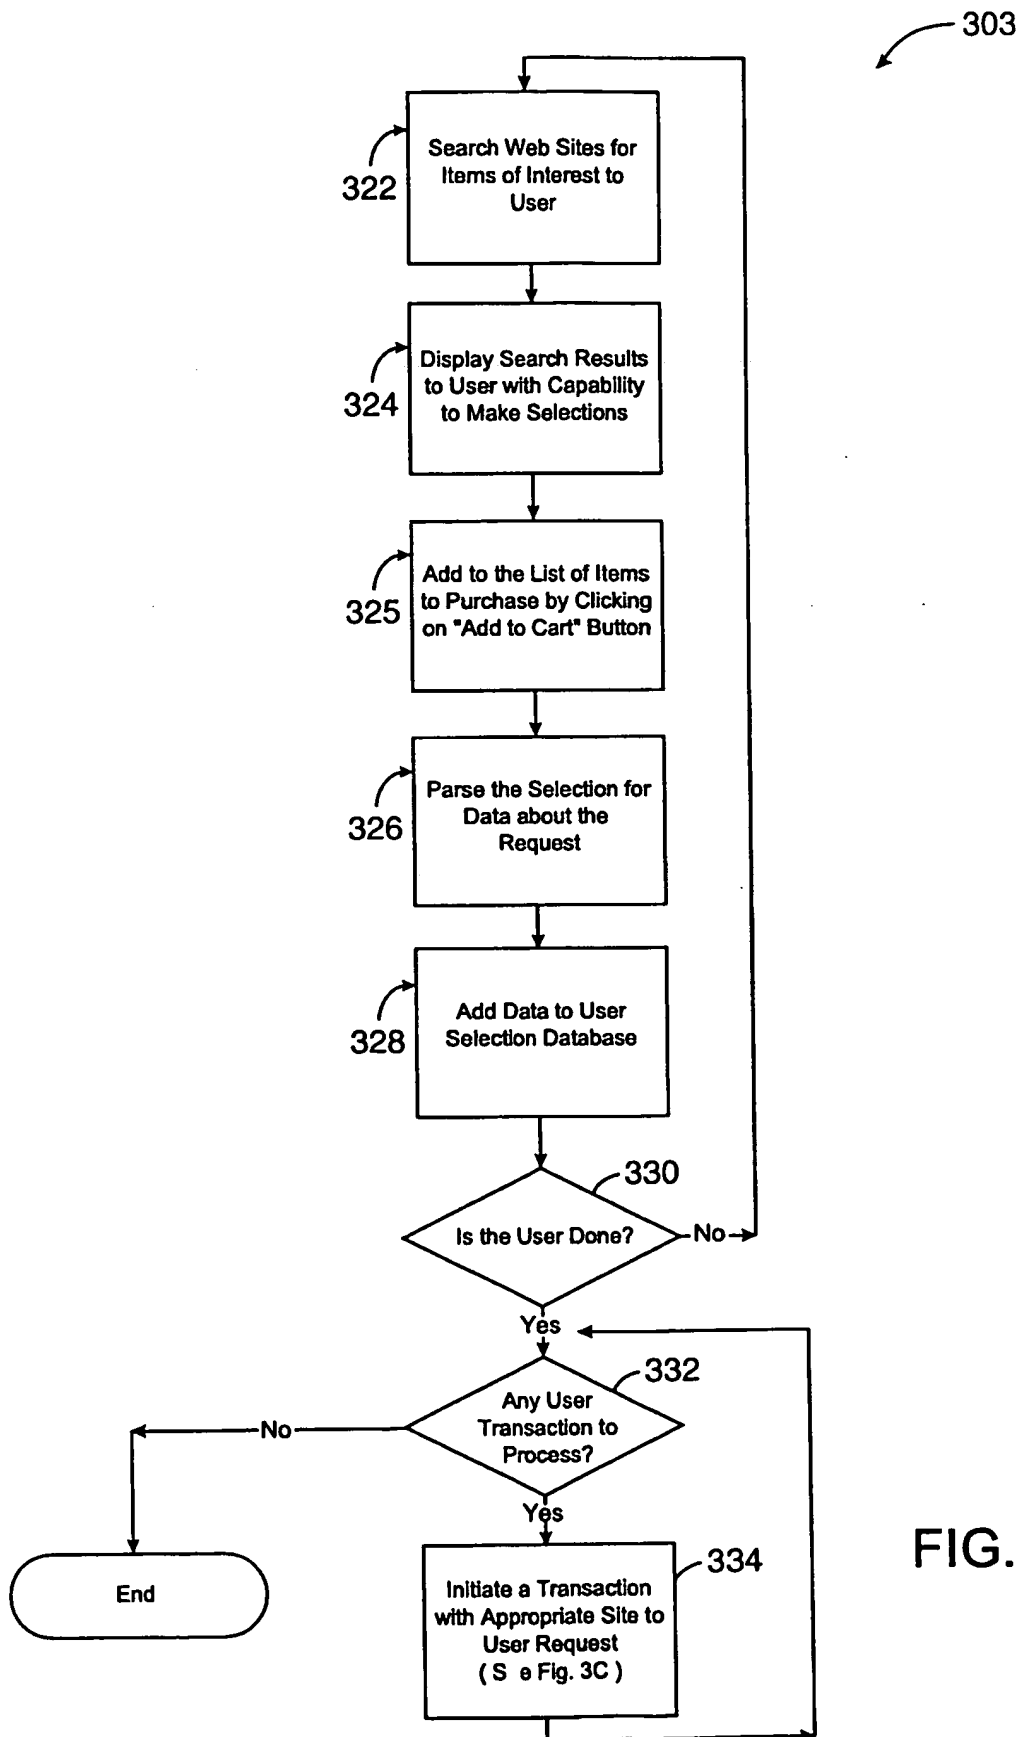 303
Search Web Sites for
Items of Interest to
User
322
Display Search Results
to User with Capability
to Make Selections
324
Add to the List of Items
to Purchase by Clicking
on "Add to Cart" Button
325
Parse the Selection for
Data about the
Request
326
Add Data to User
Selection Database
328
330
Is the User Done?
No
Yes
332
Any User
Transaction to
Process?
No
Yes
End
334
Initiate a Transaction
with Appropriate Site to
User Request
( S e Fig. 3C )
FIG.